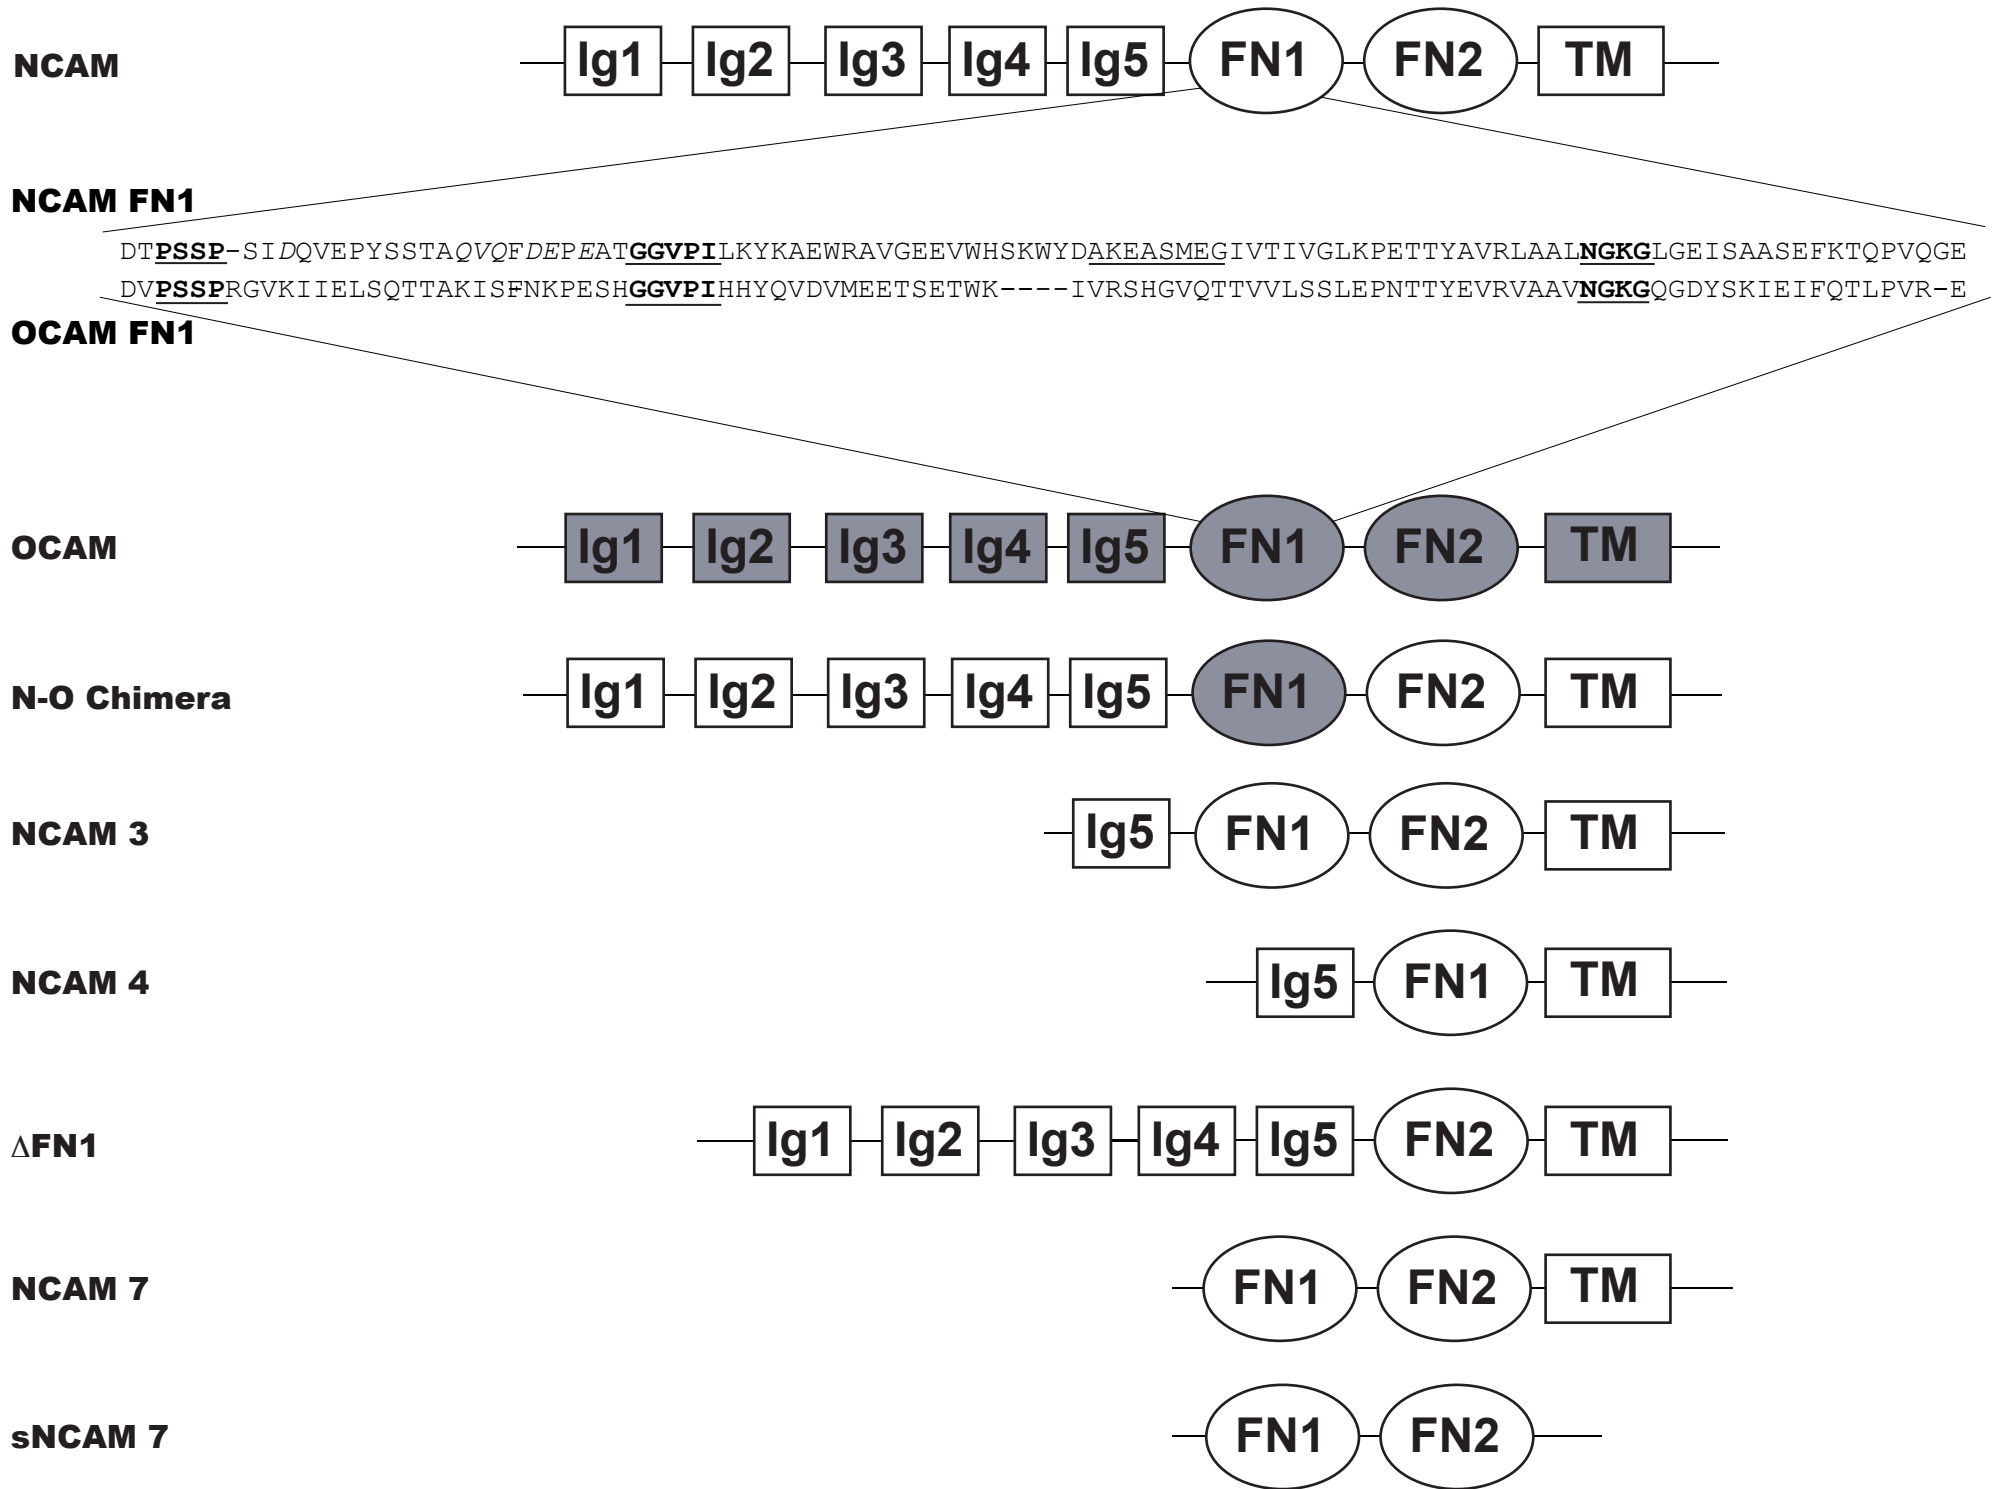 NCAM Ig1 Ig2 Ig3 Ig4 Ig5 FN1 FN2 TM
NCAM FN1
DTPSSP-SIDQVEPYSSTAQVQFDEPEATGGVPILKYKAEWRAVGEEVWHSKWYDAKEASMEGIVTIVGLKPETTYAVRLAALNGKGLGEISAASEFKTQPVQGE
DVPSSPRGVKIIELSQTTAKISFNKPESHGGVPIHHYQVDVMEETSETWK----IVRSHGVQTTVVLSSLEPNTTYEVRVAAVNGKGQGDYSKIEIFQTLPVR-E
OCAM FN1
OCAM Ig1 Ig2 Ig3 Ig4 Ig5 FN1 FN2 TM
N-O Chimera Ig1 Ig2 Ig3 Ig4 Ig5 FN1 FN2 TM
NCAM 3 Ig5 FN1 FN2 TM
NCAM 4 Ig5 FN1 TM
ΔFN1 Ig1 Ig2 Ig3 Ig4 Ig5 FN2 TM
NCAM 7 FN1 FN2 TM
sNCAM 7 FN1 FN2